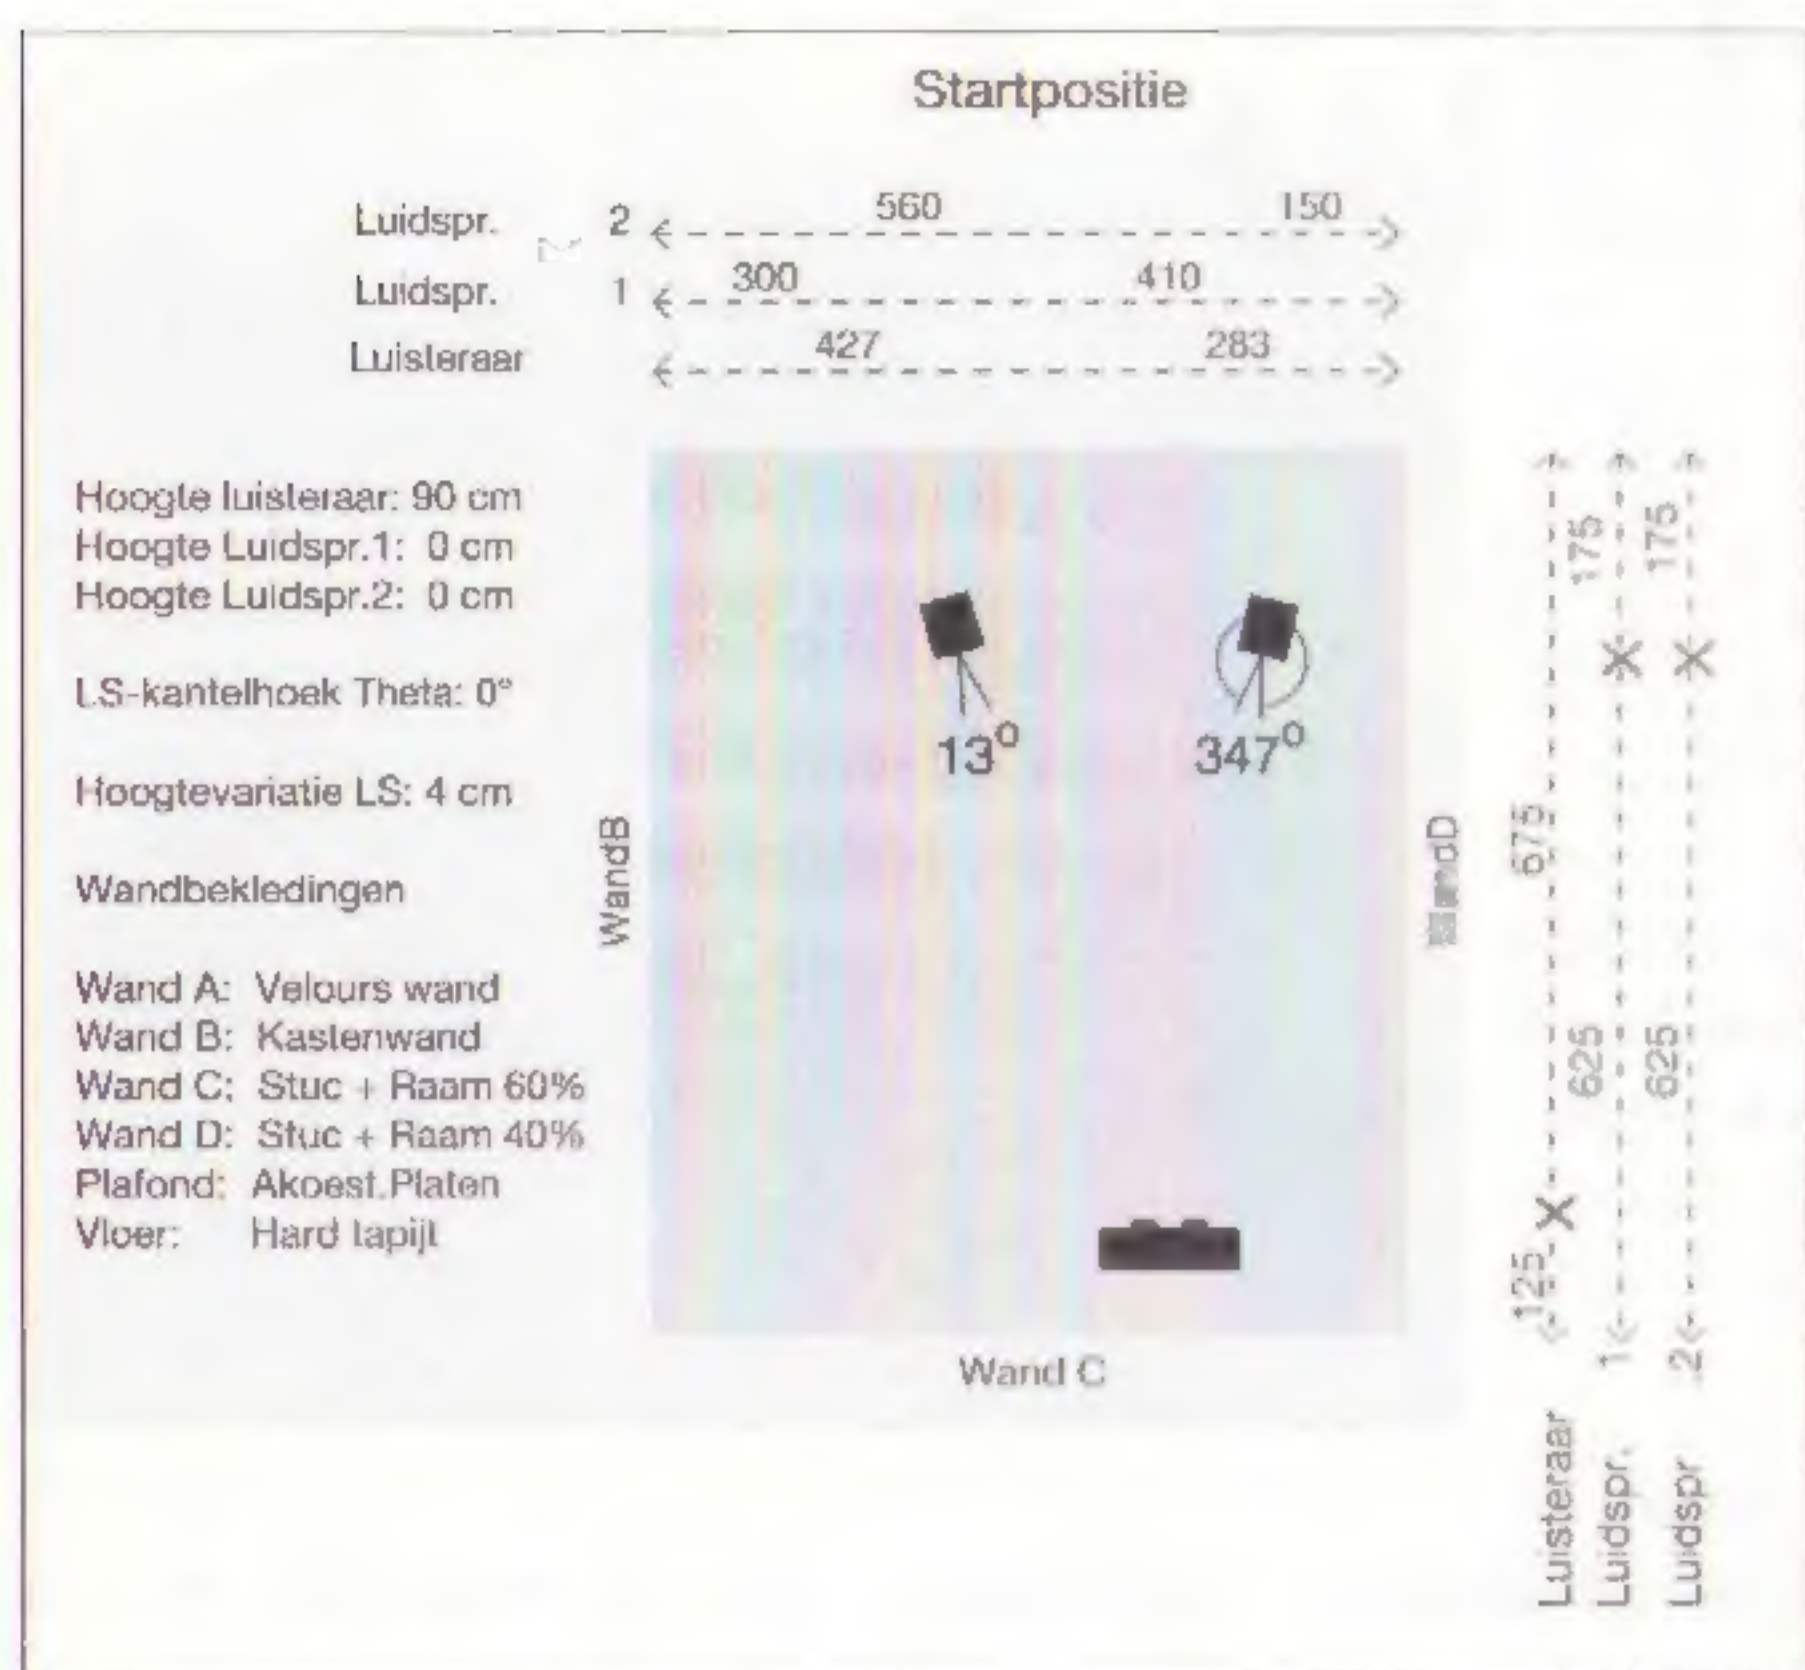 Startpositie
Luidspr. 2 560 150
Luidspr. 1 300 410
Luisteraar 427 283
Hoogte luisteraar: 90 cm
Hoogte Luidspr.1: 0 cm
Hoogte Luidspr.2: 0 cm
LS-kantelhoek Theta: 0°
Hoogtevariatie LS: 4 cm
Wandbekledingen
Wand A: Velours wand
Wand B: Kastenwand
Wand C: Stuc + Raam 60%
Wand D: Stuc + Raam 40%
Plafond: Akoest.Platen
Vloer: Hard tapijt
WandB
13°
347°
WandD
Wand C
Luisteraar 125 675
Luidspr. 1 625 175
Luidspr 2 625 175